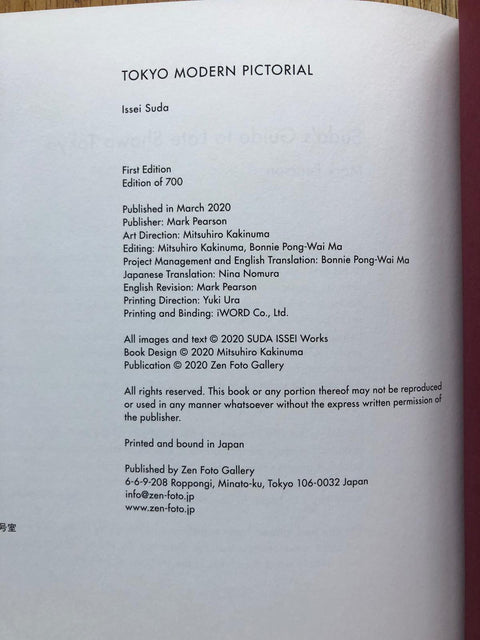 TOKYO MODERN PICTORIAL
Issei Suda
First Edition
Edition of 700
Published in March 2020
Publisher: Mark Pearson
Art Direction: Mitsuhiro Kakinuma
Editing: Mitsuhiro Kakinuma, Bonnie Pong-Wai Ma
Project Management and English Translation: Bonnie Pong-Wai Ma
Japanese Translation: Nina Nomura
English Revision: Mark Pearson
Printing Direction: Yuki Ura
Printing and Binding: iWORD Co., Ltd.
All images and text © 2020 SUDA ISSEI Works
Book Design © 2020 Mitsuhiro Kakinuma
Publication © 2020 Zen Foto Gallery
All rights reserved. This book or any portion thereof may not be reproduced
or used in any manner whatsoever without the express written permission of
the publisher.
Printed and bound in Japan
Published by Zen Foto Gallery
6-6-9-208 Roppongi, Minato-ku, Tokyo 106-0032 Japan
info@zen-foto.jp
www.zen-foto.jp
号室